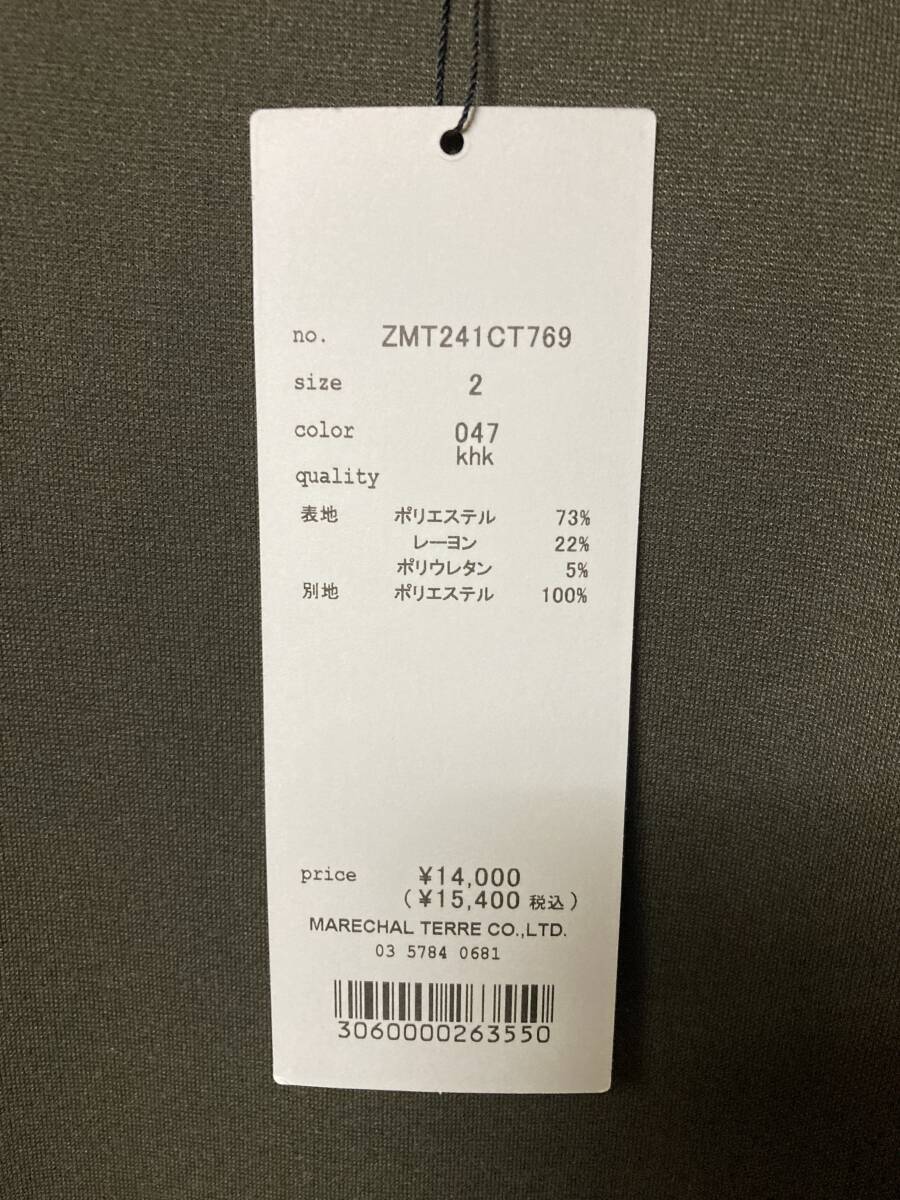 no. ZMT241CT769
size 2
color 047
khk
quality
表地 ポリエステル 73%
レーヨン 22%
ポリウレタン 5%
別地 ポリエステル 100%
price ¥14,000
(¥15,400 税込)
MARECHAL TERRE CO.,LTD.
03 5784 0681
3060000263550